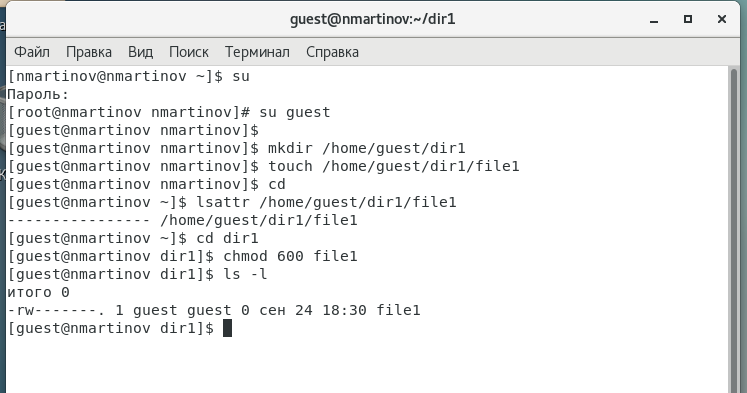 guest@nmartinov:~/dir1
Файл Правка Вид Поиск Терминал Справка
[nmartinov@nmartinov ~]$ su
Пароль:
[root@nmartinov nmartinov]# su guest
[guest@nmartinov nmartinov]$
[guest@nmartinov nmartinov]$ mkdir /home/guest/dir1
[guest@nmartinov nmartinov]$ touch /home/guest/dir1/file1
[guest@nmartinov nmartinov]$ cd
[guest@nmartinov ~]$ lsattr /home/guest/dir1/file1
---------------- /home/guest/dir1/file1
[guest@nmartinov ~]$ cd dir1
[guest@nmartinov dir1]$ chmod 600 file1
[guest@nmartinov dir1]$ ls -l
итого 0
-rw-------. 1 guest guest 0 сен 24 18:30 file1
[guest@nmartinov dir1]$